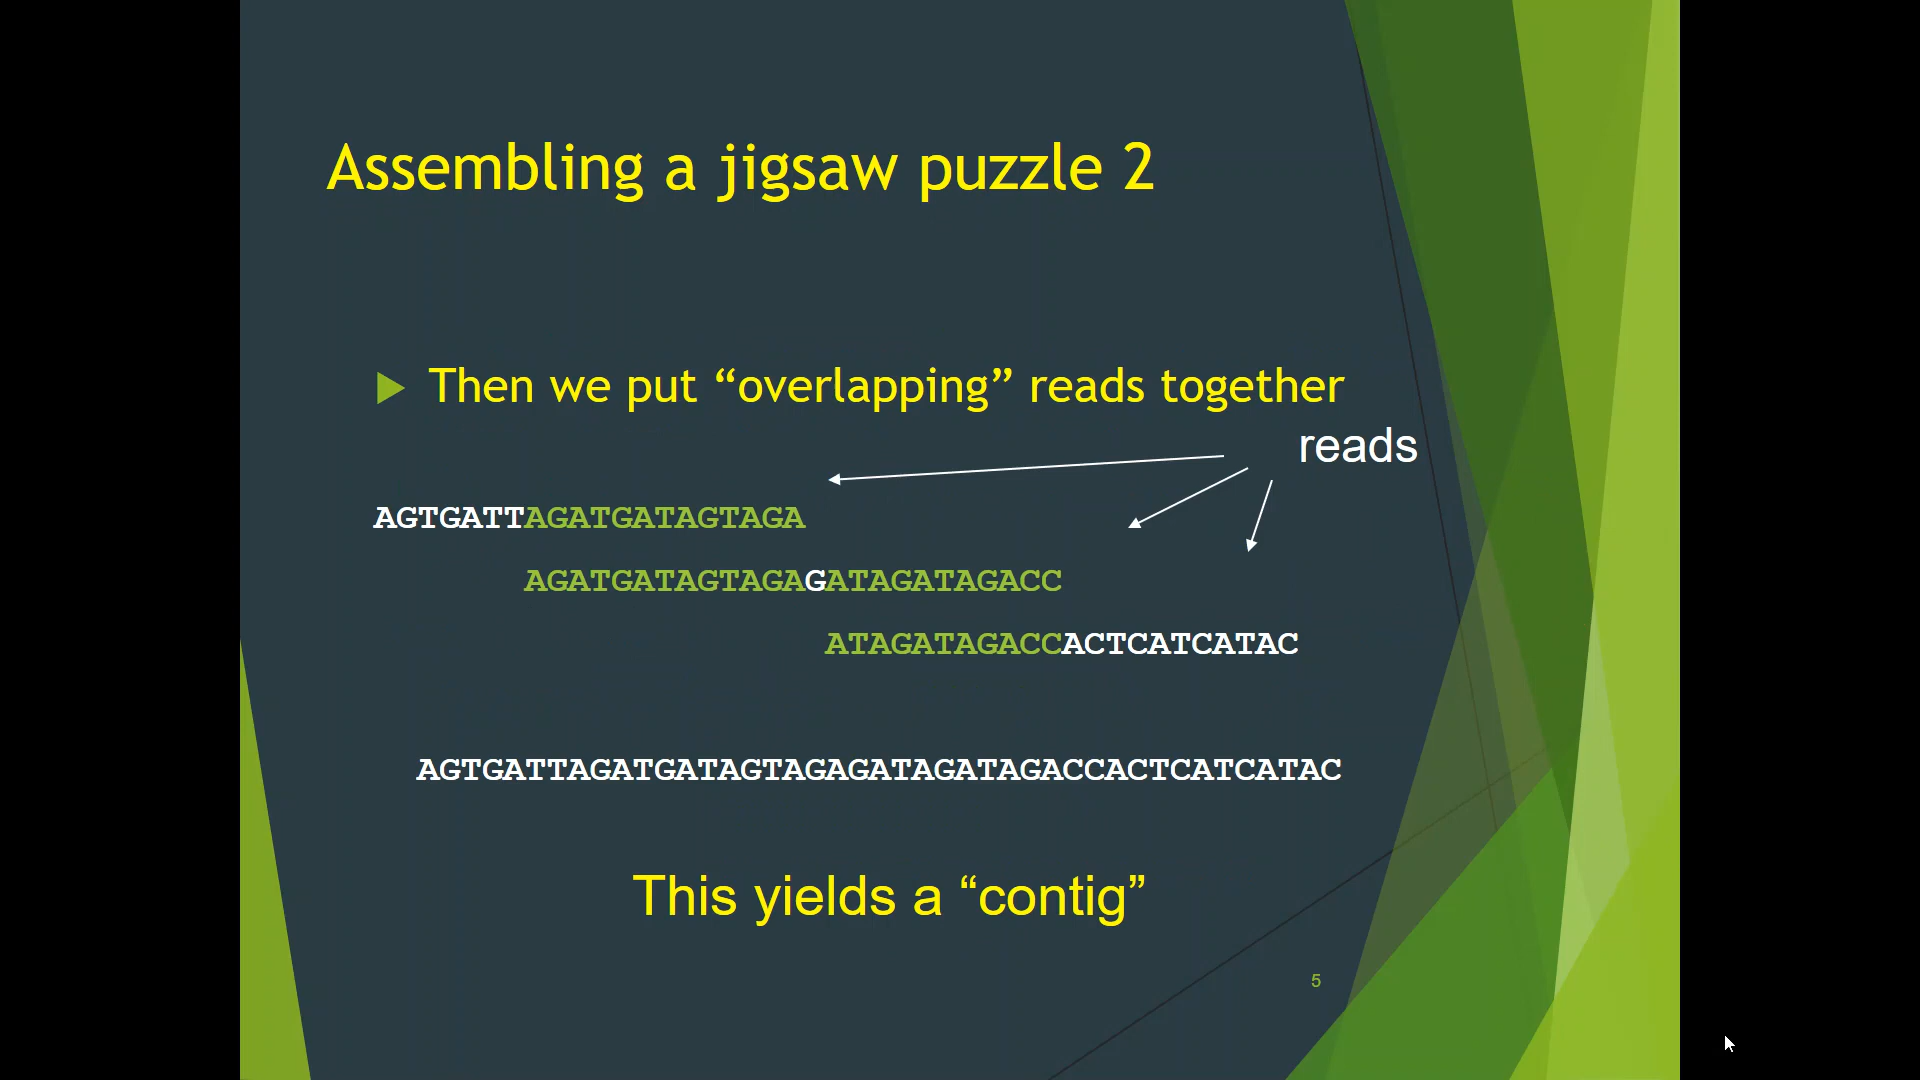 Assembling a jigsaw puzzle 2
Then we put “overlapping” reads together
reads
AGTGATTAGATGATAGTAGA
AGATGATAGTAGAGATAGATAGACC
ATAGATAGACCACTCATCATAC
AGTGATTAGATGATAGTAGAGATAGATAGACCACTCATCATAC
This yields a “contig”
5